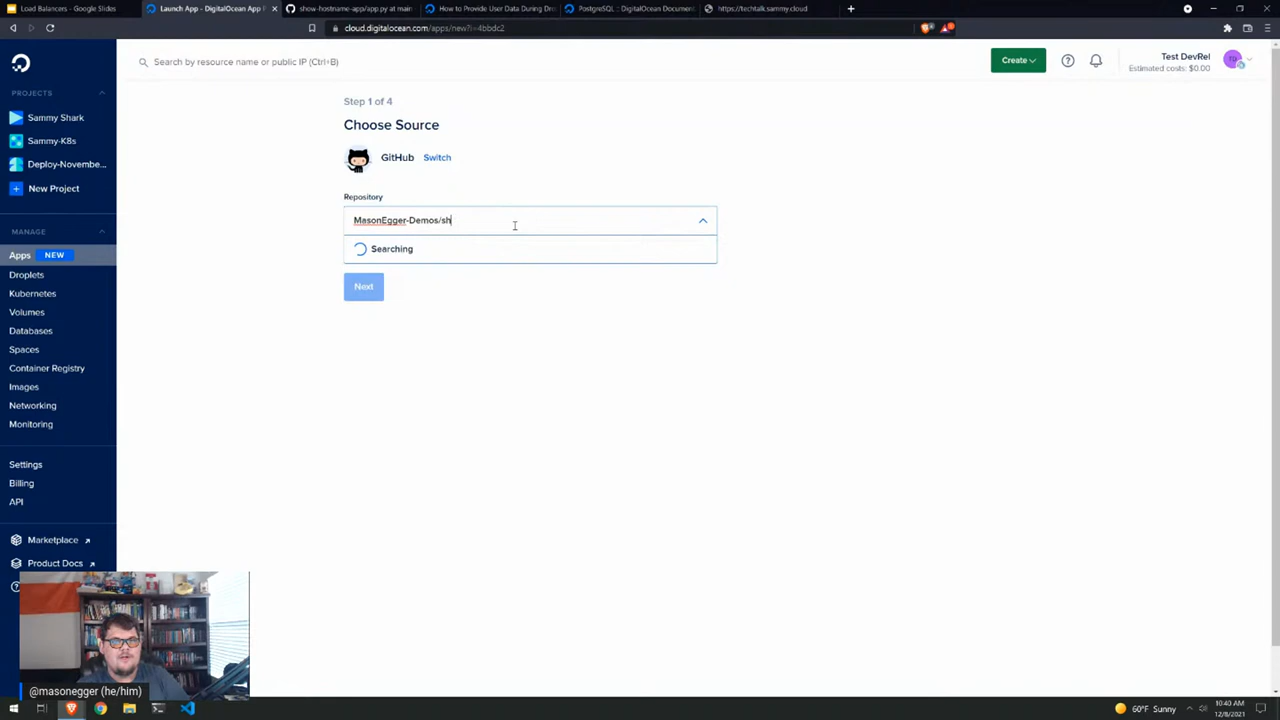 Load Balancers - Google Slides
Launch App - DigitalOcean App P
show-hostname-app/app.py at main
How to Provide User Data During Dro
PostgreSQL :: DigitalOcean Document
https://techtalk.sammy.cloud
cloud.digitalocean.com/apps/new?i=4bbdc2
Search by resource name or public IP (Ctrl+B)
Create
Test DevRel
Estimated costs: $0.00
TD
PROJECTS
Sammy Shark
Sammy-K8s
Deploy-Novembe...
New Project
MANAGE
Apps NEW
Droplets
Kubernetes
Volumes
Databases
Spaces
Container Registry
Images
Networking
Monitoring
Settings
Billing
API
Marketplace
Product Docs
Step 1 of 4
Choose Source
GitHub Switch
Repository
MasonEgger-Demos/sh
Searching
Next
@masonegger (he/him)
60°F Sunny
10:40 AM
12/8/2021